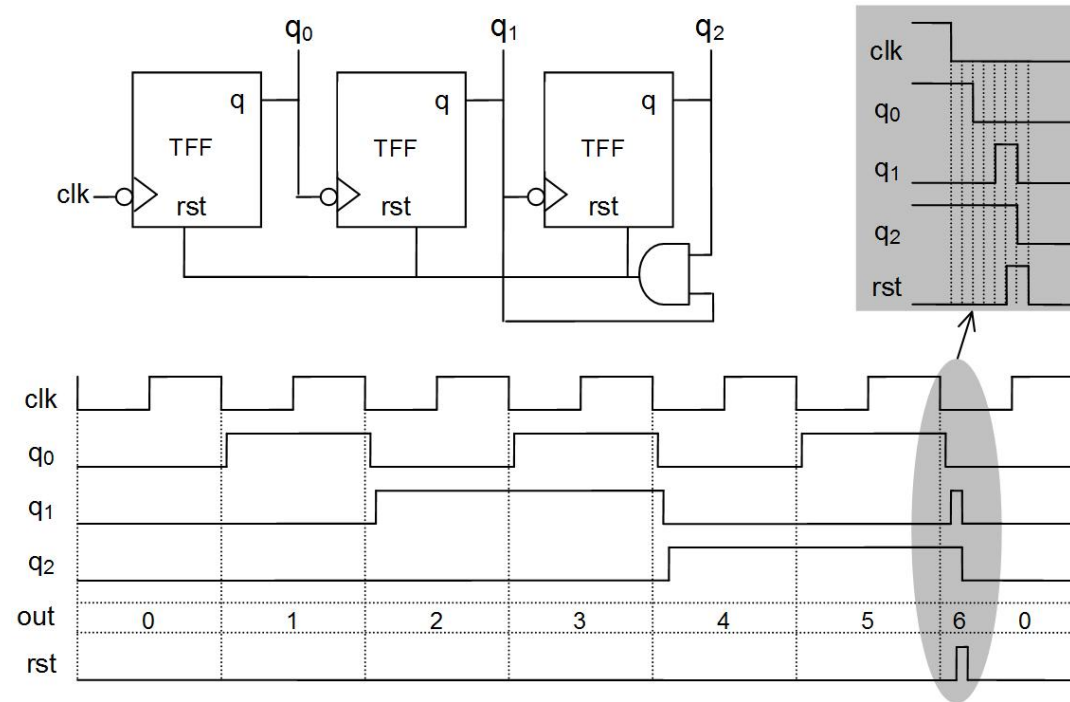 q₀ q₁ q₂
q q q
TFF TFF TFF
clk rst rst rst
clk
q₀
q₁
q₂
rst
clk
q₀
q₁
q₂
out 0 1 2 3 4 5 6 0
rst